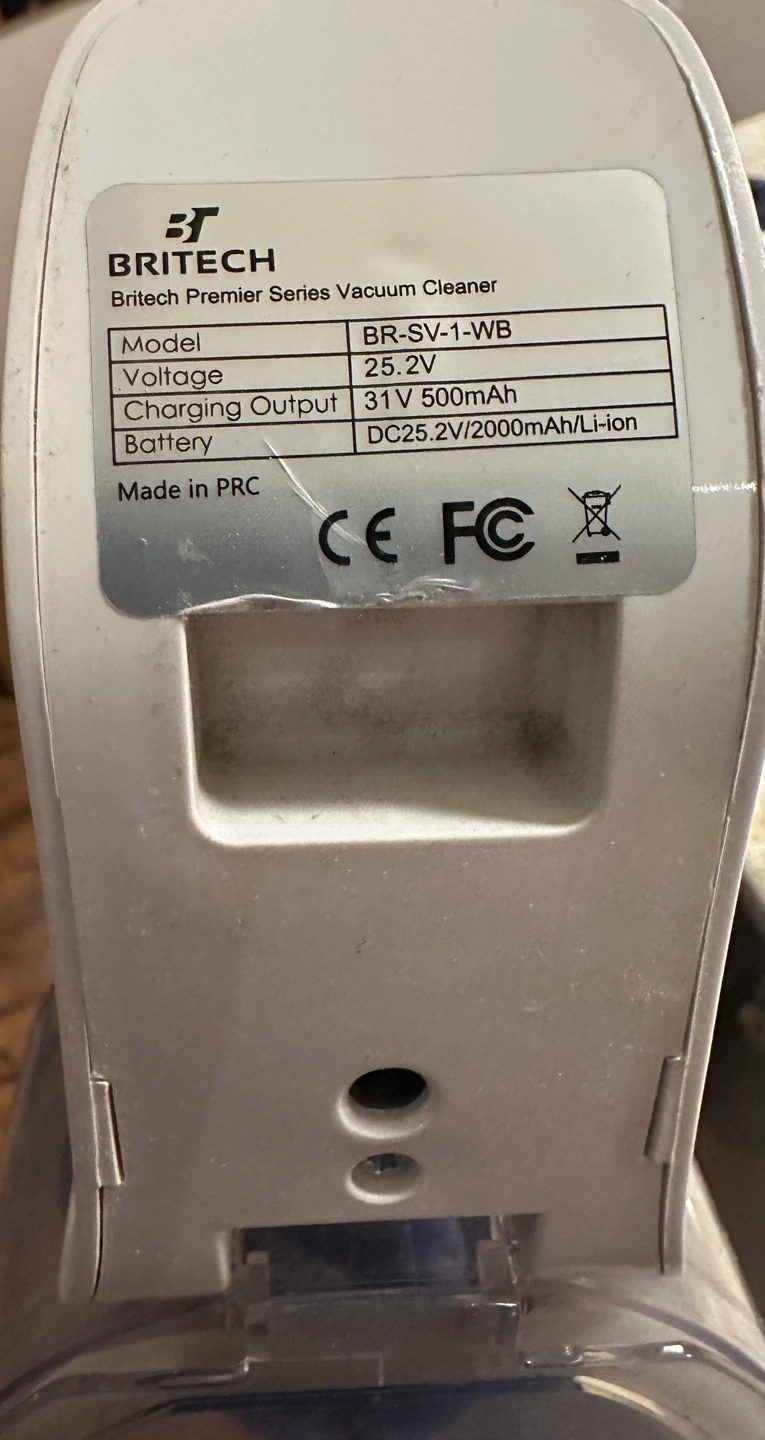 BT
BRITECH
Britech Premier Series Vacuum Cleaner
Model BR-SV-1-WB
Voltage 25.2V
Charging Output 31V 500mAh
Battery DC25.2V/2000mAh/Li-ion
Made in PRC
CE FC